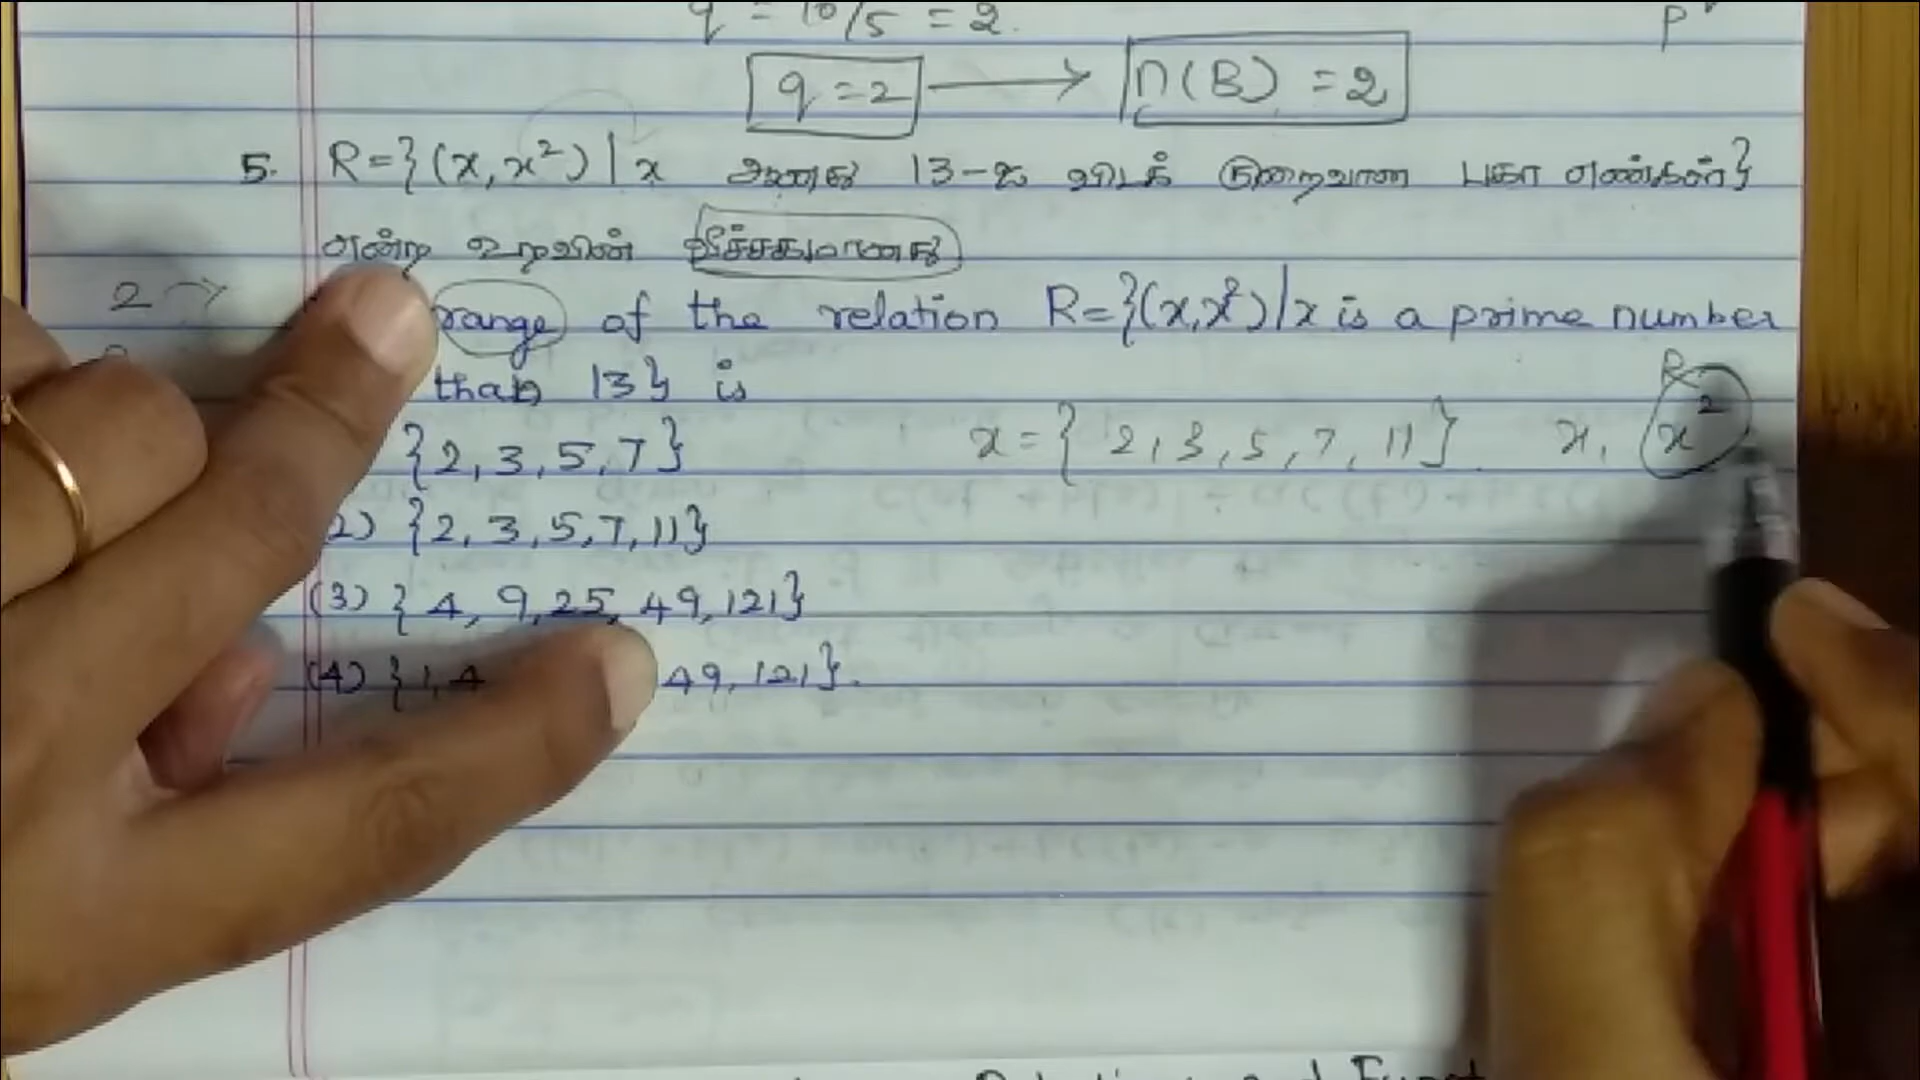 q = 10/5 = 2.
q = 2 → n(B) = 2
5. R = {(x, x²) | x ஆனது 13-ஐ விடக் குறைவான பகா எண்கள்}
என்ற உறவின் வீச்சகமானது
2 →
range of the relation R = {(x, x²) | x is a prime number
than 13} is
R
{2, 3, 5, 7} x = { 2, 3, 5, 7, 11 } x, x²
2) {2, 3, 5, 7, 11}
(3) { 4, 9, 25, 49, 121}
(4) {1, 4 49, 121}.